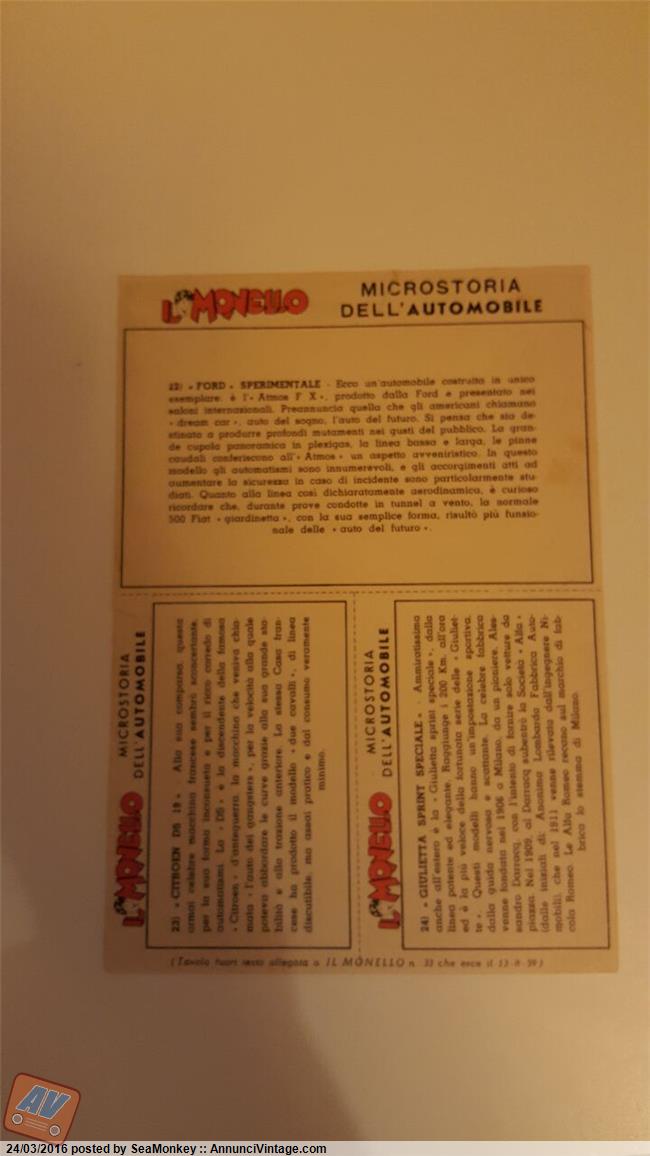 IL MONELLO
MICROSTORIA
DELL'AUTOMOBILE
22) « FORD » SPERIMENTALE - Ecco un'automobile costruita in unico
esemplare: è l'« Atmos F X », prodotto dalla Ford e presentato nei
saloni internazionali. Preannuncia quella che gli americani chiamano
« dream car », auto del sogno, l'auto del futuro. Si pensa che sia de-
stinata a produrre profondi mutamenti nei gusti del pubblico. La gran-
de cupola panoramica in plexigas, la linea bassa e larga, le pinne
caudali conferiscono all'« Atmos » un aspetto avveniristico. In questo
modello gli automatismi sono innumerevoli, e gli accorgimenti atti ad
aumentare la sicurezza in caso di incidente sono particolarmente stu-
diati. Quanto alla linea così dichiaratamente aerodinamica, è curioso
ricordare che, durante prove condotte in tunnel a vento, la normale
500 Fiat « giardinetta », con la sua semplice forma, risultò più funzio-
nale delle « auto del futuro ».
IL MONELLO
MICROSTORIA
DELL'AUTOMOBILE
23) « CITROEN DS 19 » - Alla sua comparsa, questa
ormai celebre macchina francese sembrò sconcertante,
per la sua forma inconsueta e per il ricco corredo di
automatismi. La « DS » è la discendente della famosa
« Citroen » d'anteguerra, la macchina che veniva chia-
mata « l'auto dei gangsters », per la velocità alla quale
poteva abbordare le curve grazie alla sua grande sta-
bilità e alla trazione anteriore. La stessa Casa fran-
cese ha prodotto il modello « due cavalli », di linea
discutibile, ma assai pratico e dal consumo veramente
minimo.
IL MONELLO
MICROSTORIA
DELL'AUTOMOBILE
24) « GIULIETTA SPRINT SPECIALE » - Ammiratissima
anche all'estero è la « Giulietta sprint speciale », dalla
linea potente ed elegante. Raggiunge i 200 Km. all'ora
ed è la più veloce della fortunata serie delle « Giuliet-
te ». Questi modelli hanno un'impostazione sportiva,
dalla guida nervosa e scattante. La celebre fabbrica
venne fondata nel 1906 a Milano, da un pioniere, Ales-
sandro Darracq, con l'intento di fornire solo vetture da
piazza. Nel 1909, al Darracq subentrò la Società « Alfa »
(dalle iniziali di: Anonima Lombarda Fabbrica Auto-
mobili), che nel 1911 venne rilevata dall'ingegnere Ni-
cola Romeo. Le Alfa Romeo recano sul marchio di fab-
brica lo stemma di Milano.
(Tavola fuori testo allegata a IL MONELLO n. 33 che esce il 13-8-59)
AV
24/03/2016 posted by SeaMonkey :: AnnunciVintage.com